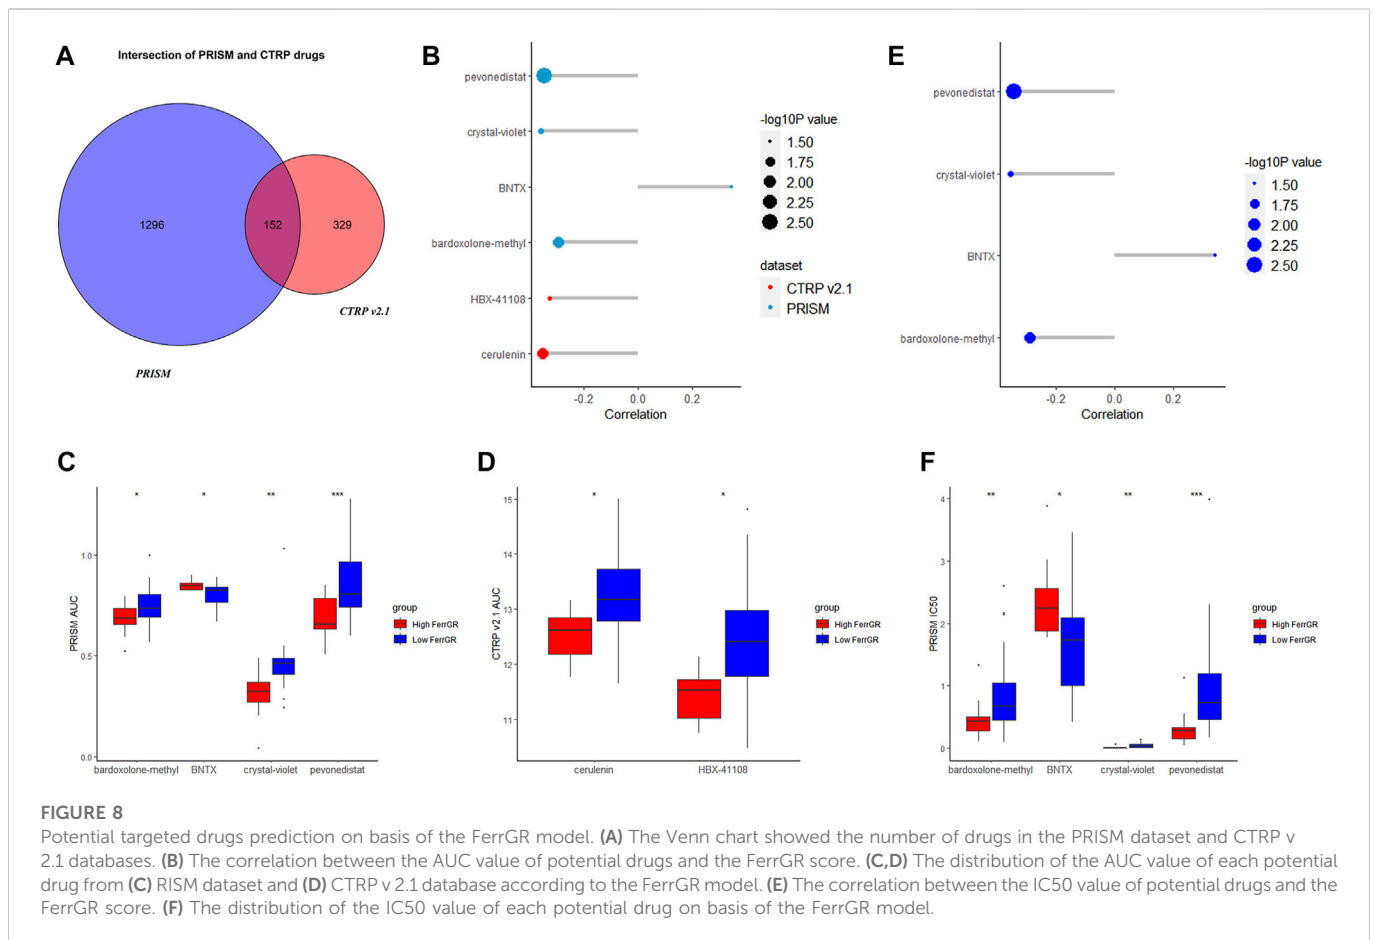 A
Intersection of PRISM and CTRP drugs
1296
152
329
CTRP v2.1
PRISM
B
pevonedistat
crystal-violet
BNTX
bardoxolone-methyl
HBX-41108
cerulenin
-0.2 0.0 0.2
Correlation
-log10P value
1.50
1.75
2.00
2.25
2.50
dataset
CTRP v2.1
PRISM
E
pevonedistat
crystal-violet
BNTX
bardoxolone-methyl
-0.2 0.0 0.2
Correlation
-log10P value
1.50
1.75
2.00
2.25
2.50
C
* * ** ***
PRISM AUC
1.0
0.5
0.0
bardoxolone-methyl BNTX crystal-violet pevonedistat
group
High FerrGR
Low FerrGR
D
* *
CTRP v2.1 AUC
15
14
13
12
11
cerulenin HBX-41108
group
High FerrGR
Low FerrGR
F
** * ** ***
PRISM IC50
4
3
2
1
0
bardoxolone-methyl BNTX crystal-violet pevonedistat
group
High FerrGR
Low FerrGR
FIGURE 8
Potential targeted drugs prediction on basis of the FerrGR model. (A) The Venn chart showed the number of drugs in the PRISM dataset and CTRP v
2.1 databases. (B) The correlation between the AUC value of potential drugs and the FerrGR score. (C,D) The distribution of the AUC value of each potential
drug from (C) RISM dataset and (D) CTRP v 2.1 database according to the FerrGR model. (E) The correlation between the IC50 value of potential drugs and the
FerrGR score. (F) The distribution of the IC50 value of each potential drug on basis of the FerrGR model.